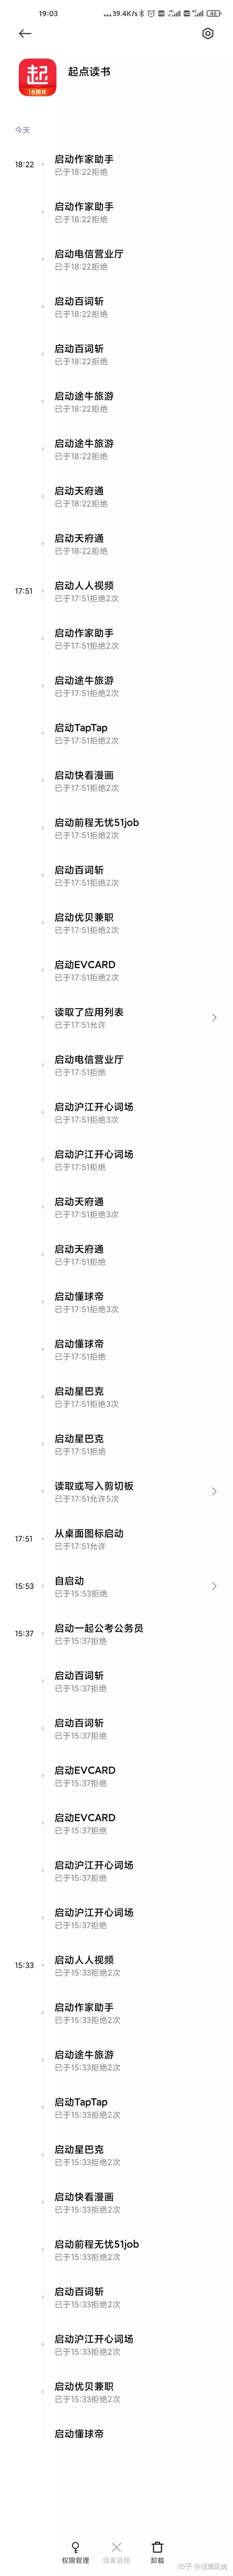 19:03
39.4K/s
48
起点读书
起
18周年
今天
18:22
启动作家助手
已于18:22拒绝
启动作家助手
已于18:22拒绝
启动电信营业厅
已于18:22拒绝
启动百词斩
已于18:22拒绝
启动百词斩
已于18:22拒绝
启动途牛旅游
已于18:22拒绝
启动途牛旅游
已于18:22拒绝
启动天府通
已于18:22拒绝
启动天府通
已于18:22拒绝
17:51
启动人人视频
已于17:51拒绝2次
启动作家助手
已于17:51拒绝2次
启动途牛旅游
已于17:51拒绝2次
启动TapTap
已于17:51拒绝2次
启动快看漫画
已于17:51拒绝2次
启动前程无忧51job
已于17:51拒绝2次
启动百词斩
已于17:51拒绝2次
启动优贝兼职
已于17:51拒绝2次
启动EVCARD
已于17:51拒绝2次
读取了应用列表
已于17:51允许
启动电信营业厅
已于17:51拒绝
启动沪江开心词场
已于17:51拒绝3次
启动沪江开心词场
已于17:51拒绝
启动天府通
已于17:51拒绝3次
启动天府通
已于17:51拒绝
启动懂球帝
已于17:51拒绝3次
启动懂球帝
已于17:51拒绝
启动星巴克
已于17:51拒绝3次
启动星巴克
已于17:51拒绝
读取或写入剪切板
已于17:51允许5次
17:51
从桌面图标启动
已于17:51允许
15:53
自启动
已于15:53拒绝
15:37
启动一起公考公务员
已于15:37拒绝
启动百词斩
已于15:37拒绝
启动百词斩
已于15:37拒绝
启动EVCARD
已于15:37拒绝
启动EVCARD
已于15:37拒绝
启动沪江开心词场
已于15:37拒绝
启动沪江开心词场
已于15:37拒绝
15:33
启动人人视频
已于15:33拒绝2次
启动作家助手
已于15:33拒绝2次
启动途牛旅游
已于15:33拒绝2次
启动TapTap
已于15:33拒绝2次
启动星巴克
已于15:33拒绝2次
启动快看漫画
已于15:33拒绝2次
启动前程无忧51job
已于15:33拒绝2次
启动百词斩
已于15:33拒绝2次
启动沪江开心词场
已于15:33拒绝2次
启动优贝兼职
已于15:33拒绝2次
启动懂球帝
权限管理
结束进程
卸载
知乎